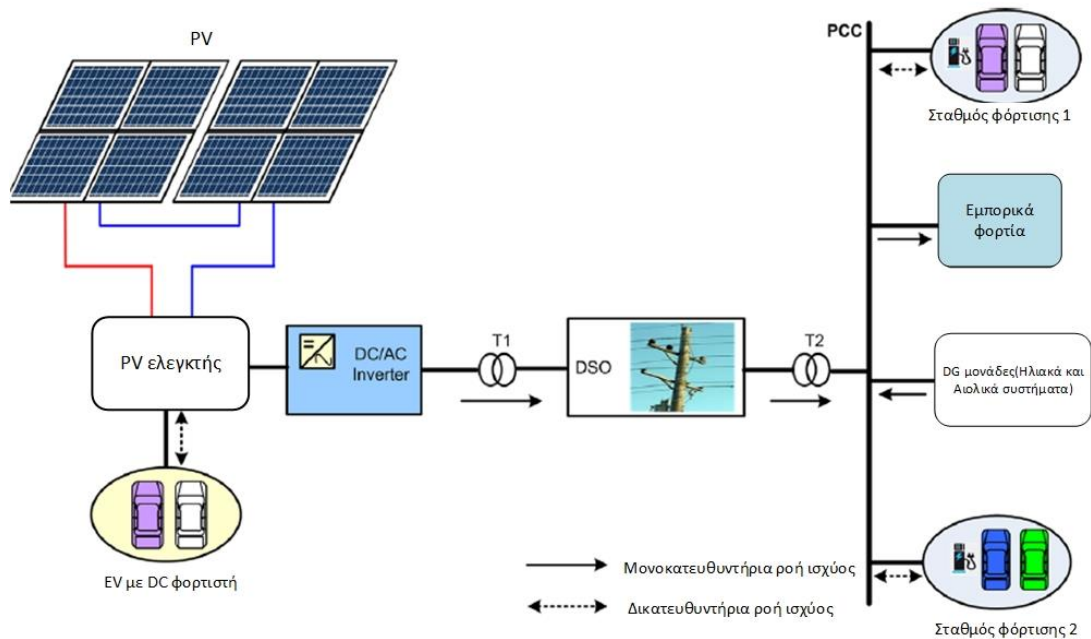 PV
PCC
Σταθμός φόρτισης 1
Εμπορικά
φορτία
PV ελεγκτής
DC/AC
Inverter
T1
DSO
T2
DG μονάδες(Ηλιακά και
Αιολικά συστήματα)
EV με DC φορτιστή
Μονοκατευθυντήρια ροή ισχύος
Δικατευθυντήρια ροή ισχύος
Σταθμός φόρτισης 2